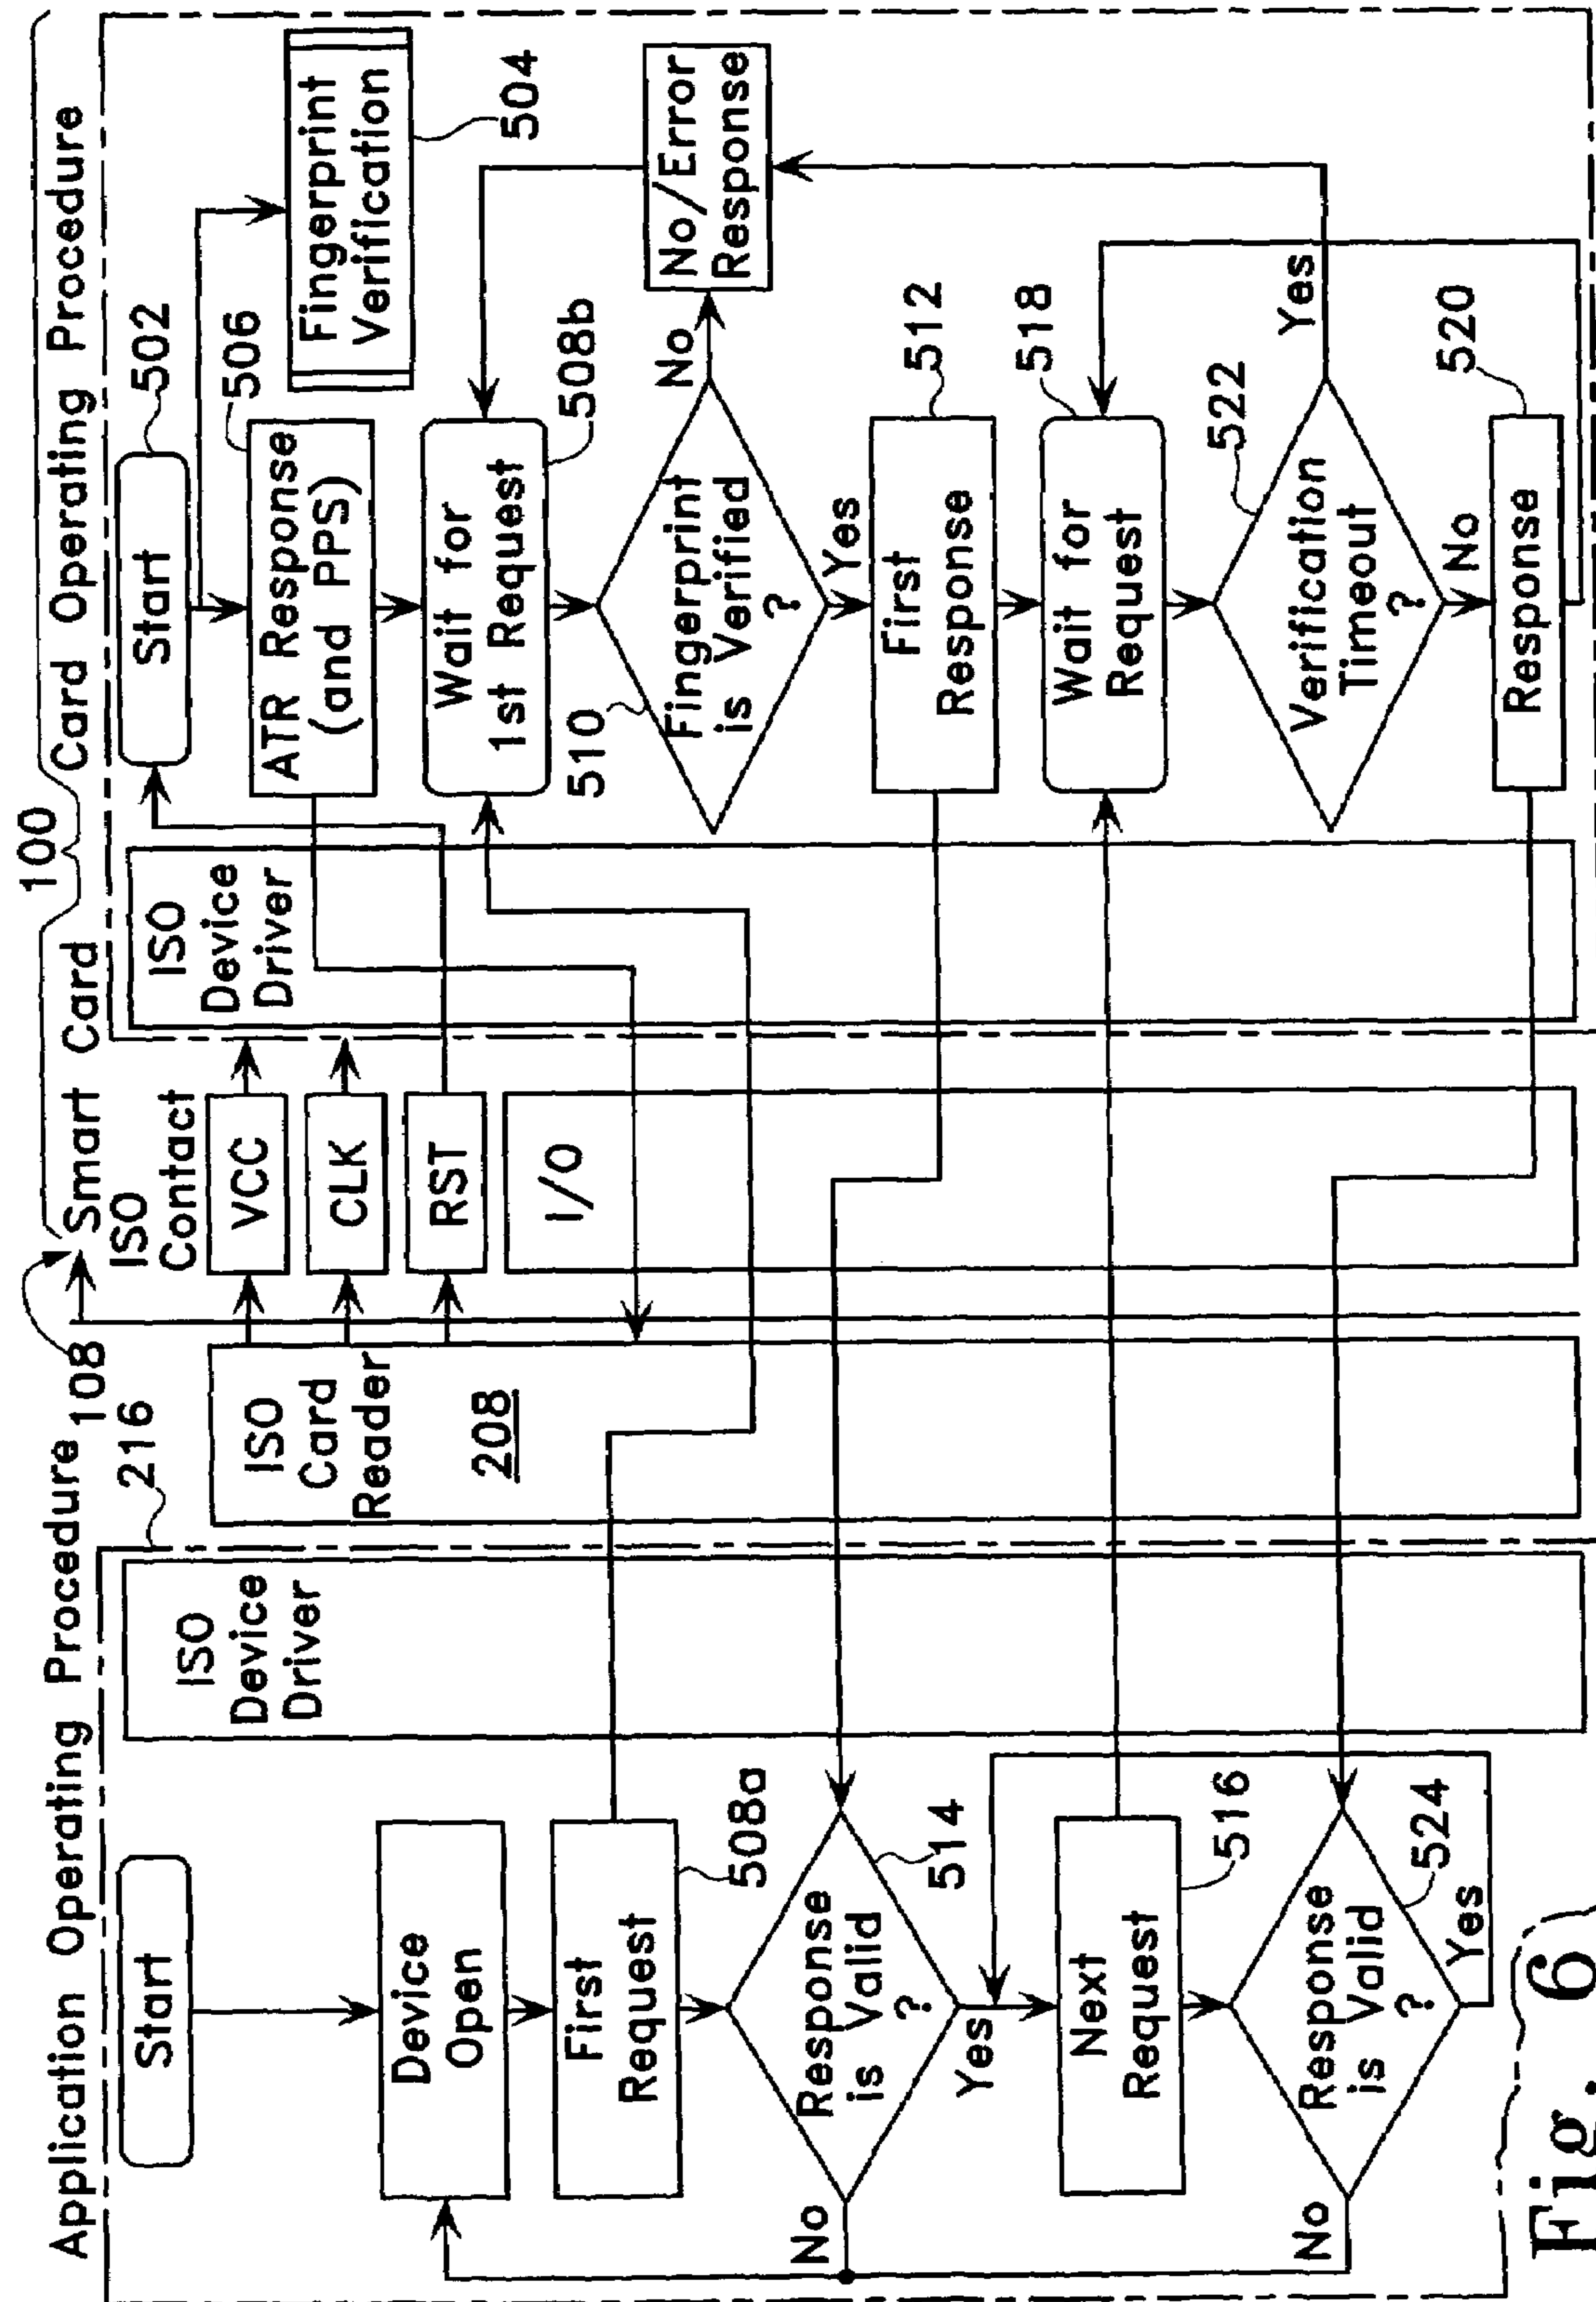 Application Operating Procedure
108
Smart Card
100
Card Operating Procedure
216
Start
Device
Open
First
Request
508a
Response
is Valid
?
514
No
Yes
Next
Request
516
Response
is Valid
?
524
No
Yes
ISO
Device
Driver
ISO
Card
Reader
208
ISO
Contact
VCC
CLK
RST
I/O
ISO
Device
Driver
Start
502
Fingerprint
Verification
504
ATR Response
(and PPS)
506
Wait for
1st Request
508b
510
Fingerprint
is Verified
?
No
Yes
No/Error
Response
First
Response
512
Wait for
Request
518
Verification
Timeout
?
522
Yes
No
Response
520
Fig. 6